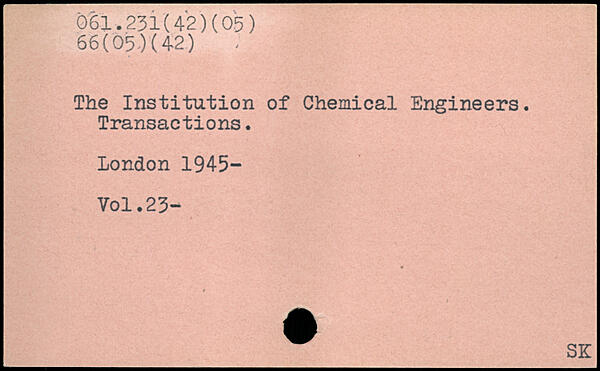 061.231(42)(05)
66(05)(42)
The Institution of Chemical Engineers.
Transactions.
London 1945-
Vol.23-
SK